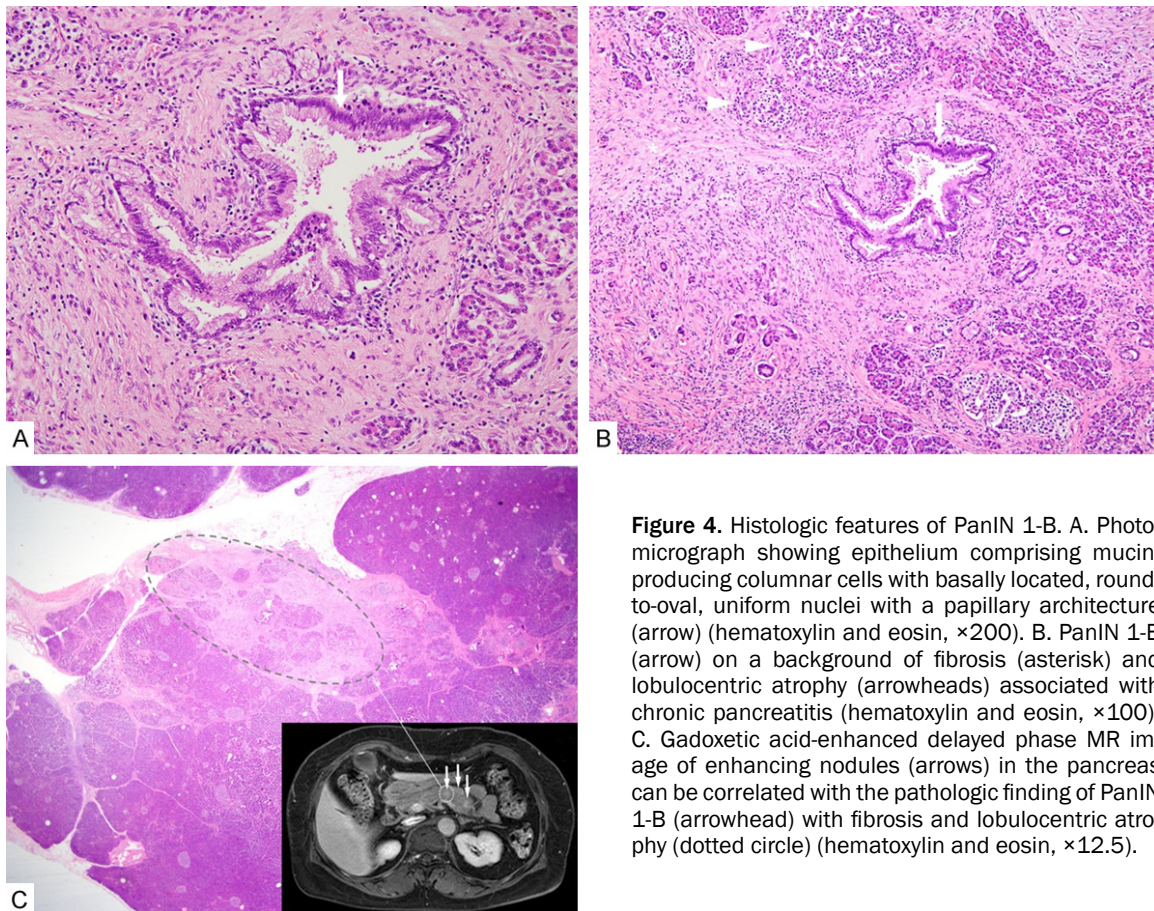 A
B
C
Figure 4. Histologic features of PanIN 1-B. A. Photo-
micrograph showing epithelium comprising mucin-
producing columnar cells with basally located, round-
to-oval, uniform nuclei with a papillary architecture
(arrow) (hematoxylin and eosin, ×200). B. PanIN 1-B
(arrow) on a background of fibrosis (asterisk) and
lobulocentric atrophy (arrowheads) associated with
chronic pancreatitis (hematoxylin and eosin, ×100)
C. Gadoxetic acid-enhanced delayed phase MR im-
age of enhancing nodules (arrows) in the pancreas
can be correlated with the pathologic finding of PanIN
1-B (arrowhead) with fibrosis and lobulocentric atro-
phy (dotted circle) (hematoxylin and eosin, ×12.5).